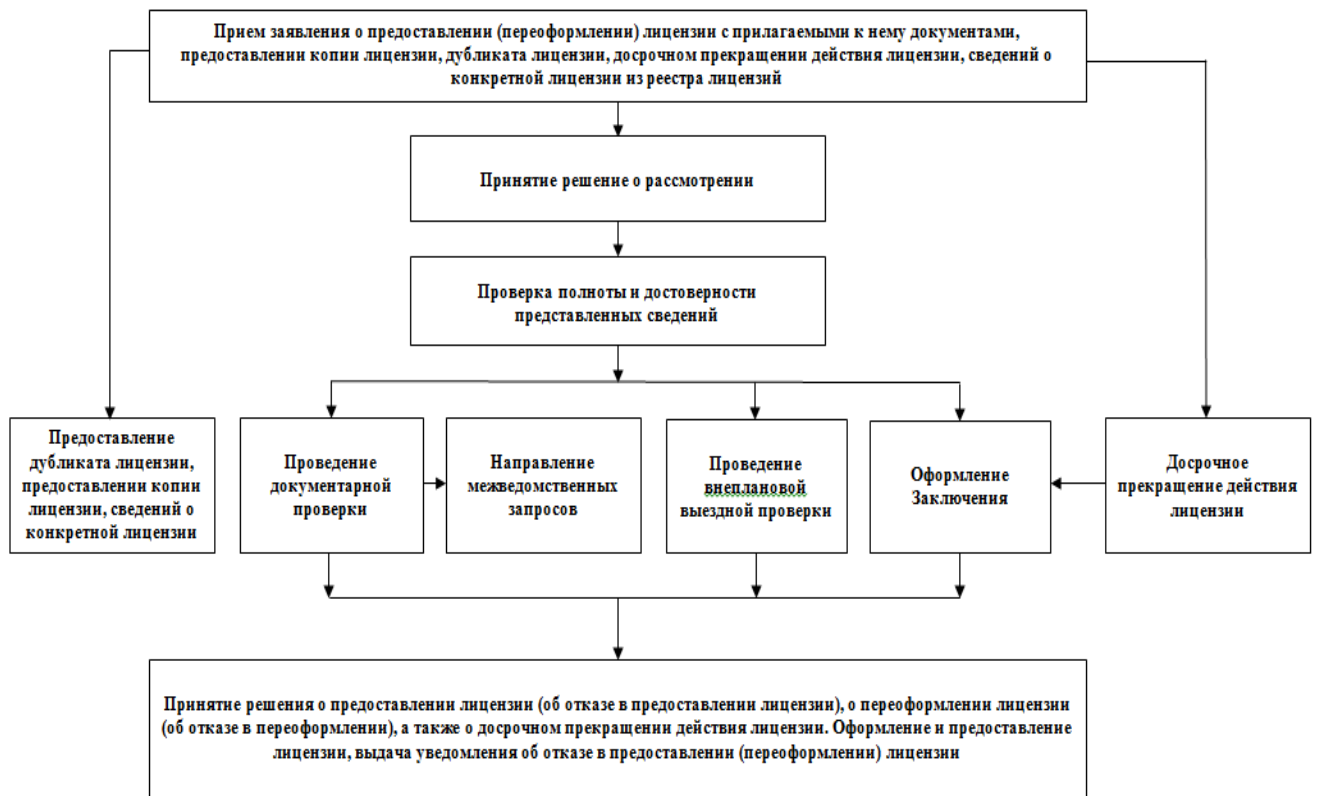 Прием заявления о предоставлении (переоформлении) лицензии с прилагаемыми к нему документами,
предоставлении копии лицензии, дубликата лицензии, досрочном прекращении действия лицензии, сведений о
конкретной лицензии из реестра лицензий
Принятие решение о рассмотрении
Проверка полноты и достоверности
представленных сведений
Предоставление
дубликата лицензии,
предоставлении копии
лицензии, сведений о
конкретной лицензии
Проведение
документарной
проверки
Направление
межведомственных
запросов
Проведение
внеплановой
выездной проверки
Оформление
Заключения
Досрочное
прекращение действия
лицензии
Принятие решения о предоставлении лицензии (об отказе в предоставлении лицензии), о переоформлении лицензии
(об отказе в переоформлении), а также о досрочном прекращении действия лицензии. Оформление и предоставление
лицензии, выдача уведомления об отказе в предоставлении (переоформлении) лицензии